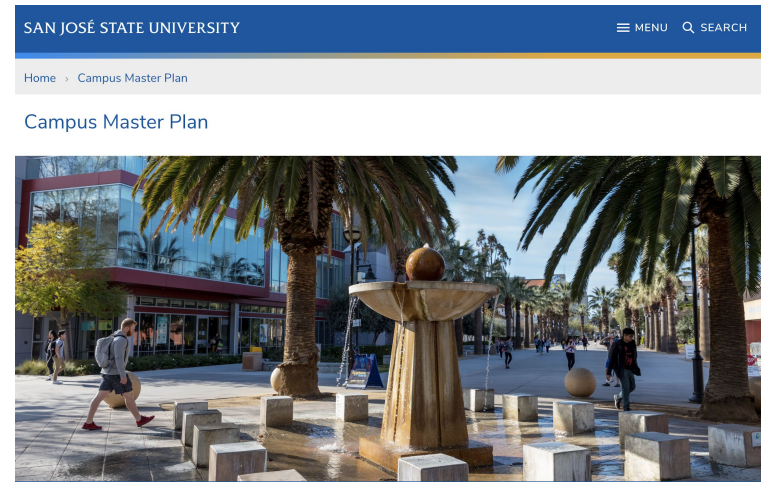 SAN JOSÉ STATE UNIVERSITY
MENU SEARCH
Home › Campus Master Plan
Campus Master Plan